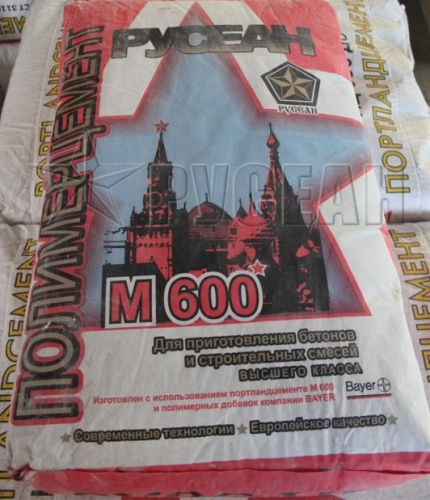 РУСЕАН
РУСЕАН
ПОЛИМЕРЦЕМЕНТ
РУСЕАН
М 600
Для приготовления бетонов
и строительных смесей
ВЫСШЕГО КЛАССА
Изготовлен с использованием портландцемента М 600
и полимерных добавок компании BAYER
Bayer
Современные технологии Европейское качество
ПОРТЛАНДЦЕМЕНТ